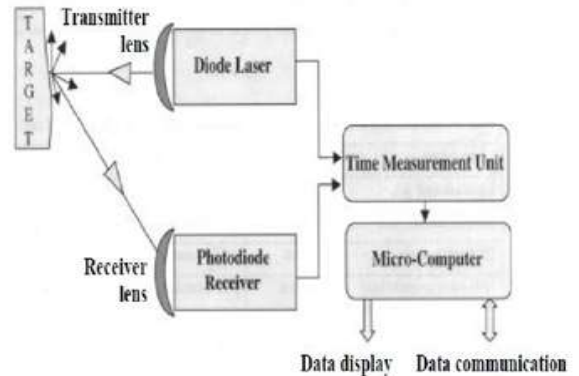 TARGET
Transmitter
lens
Diode Laser
Time Measurement Unit
Receiver
lens
Photodiode
Receiver
Micro-Computer
Data display
Data communication